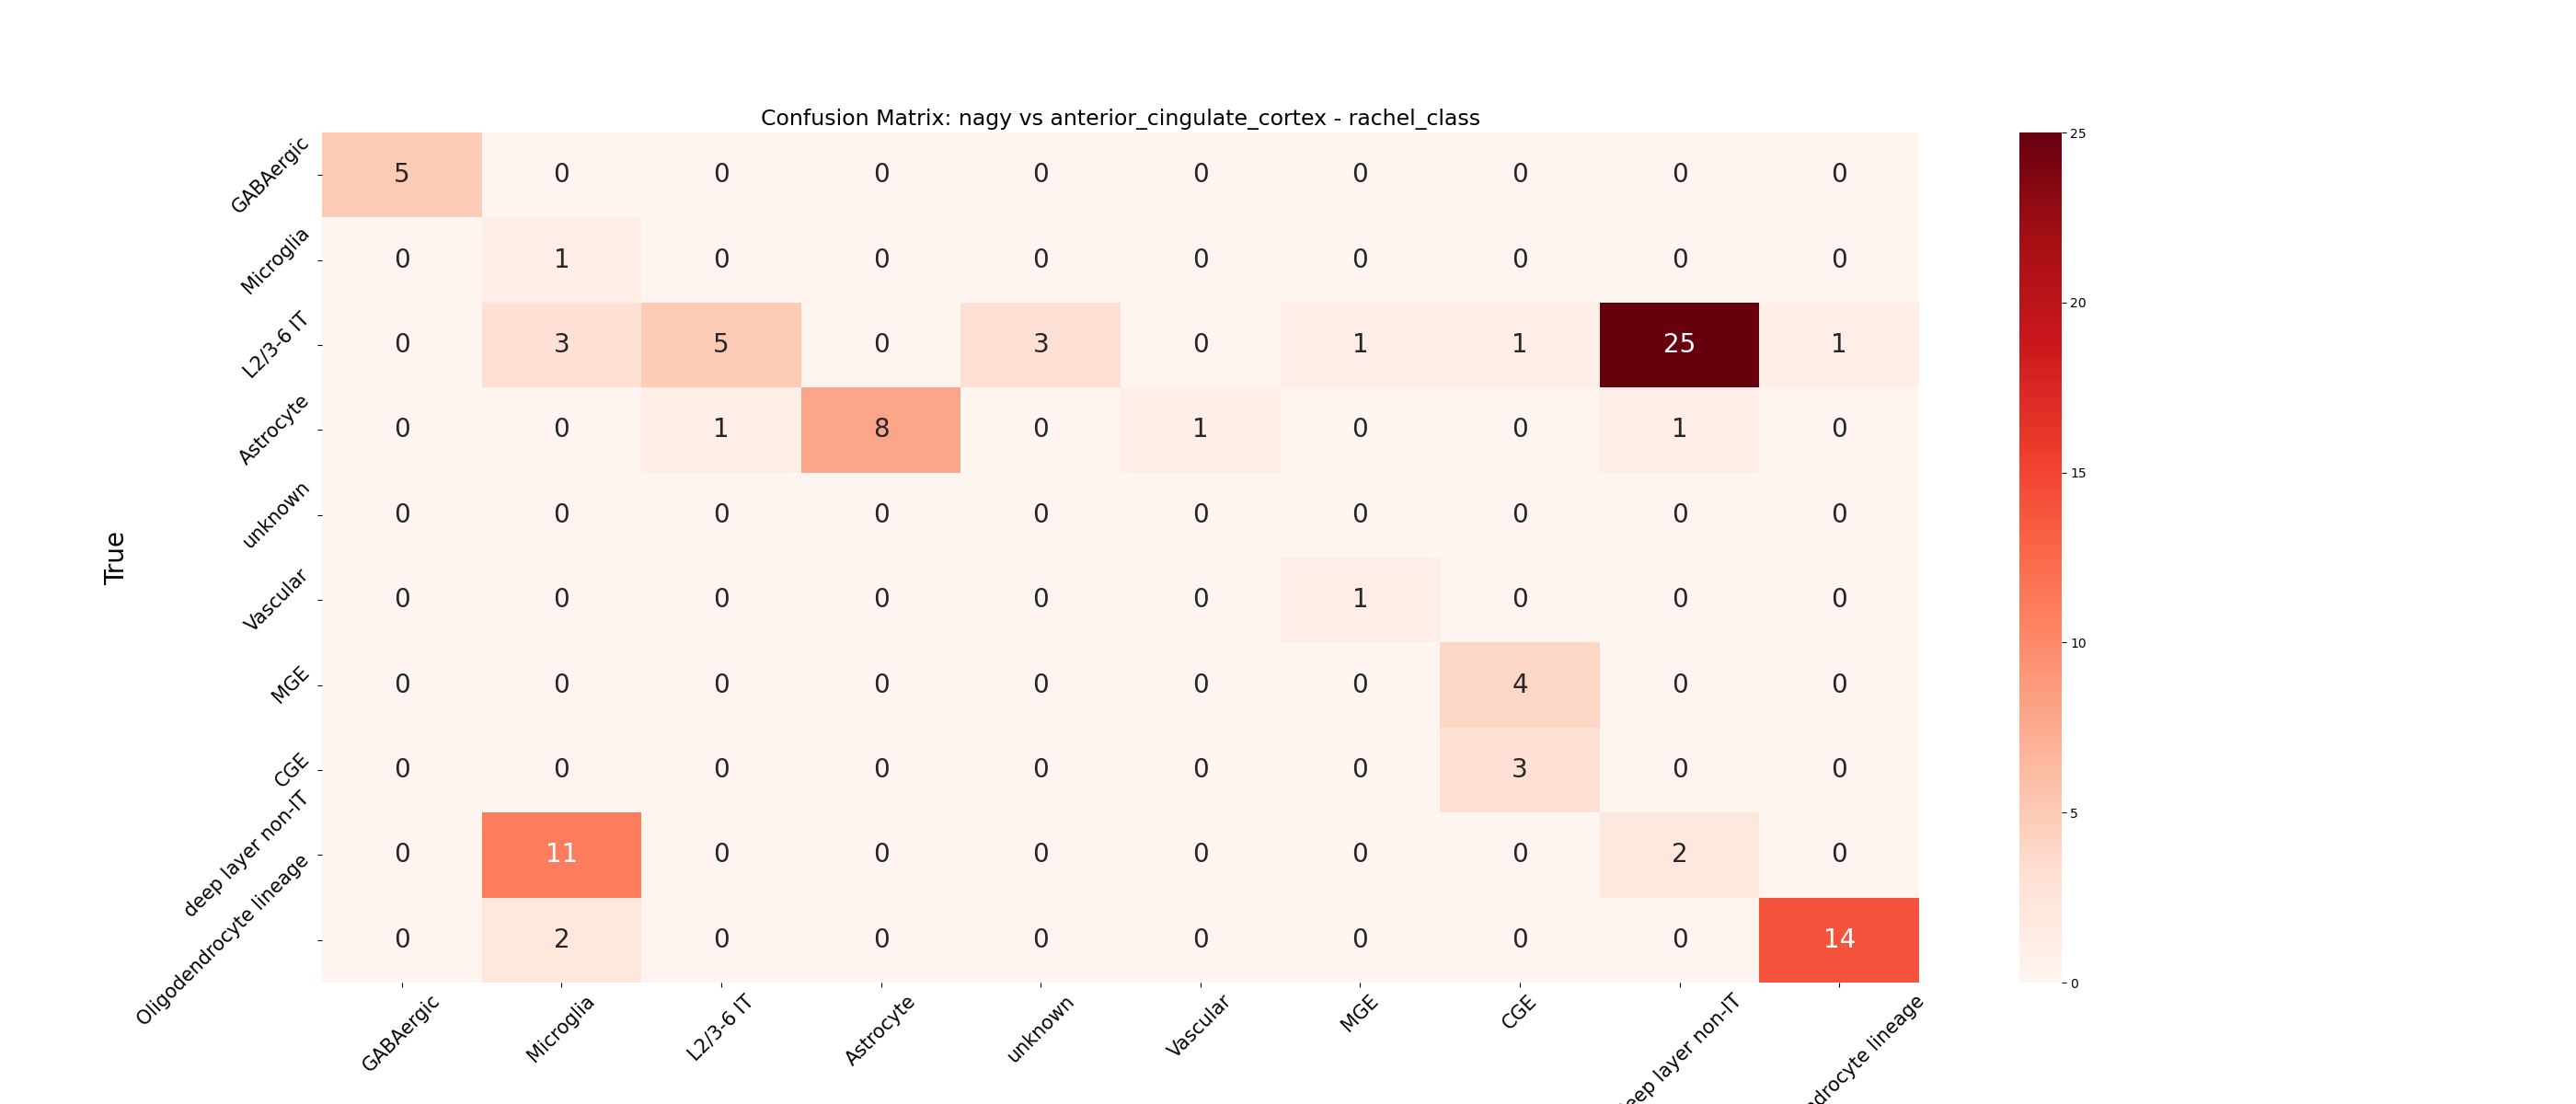 Confusion Matrix: nagy vs anterior_cingulate_cortex - rachel_class
GABAergic 5 0 0 0 0 0 0 0 0 0
Microglia 0 1 0 0 0 0 0 0 0 0
L2/3-6 IT 0 3 5 0 3 0 1 1 25 1
Astrocyte 0 0 1 8 0 1 0 0 1 0
unknown 0 0 0 0 0 0 0 0 0 0
Vascular 0 0 0 0 0 0 1 0 0 0
MGE 0 0 0 0 0 0 0 4 0 0
CGE 0 0 0 0 0 0 0 3 0 0
deep layer non-IT 0 11 0 0 0 0 0 0 2 0
Oligodendrocyte lineage 0 2 0 0 0 0 0 0 0 14
True
GABAergic Microglia L2/3-6 IT Astrocyte unknown Vascular MGE CGE layer non-IT lineage
25
20
15
10
5
0